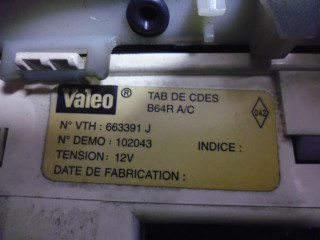 Valeo ® TAB DE CDES
B64R A/C
N° VTH : 663391 J
N° DEMO : 102043 INDICE :
TENSION : 12V
DATE DE FABRICATION :